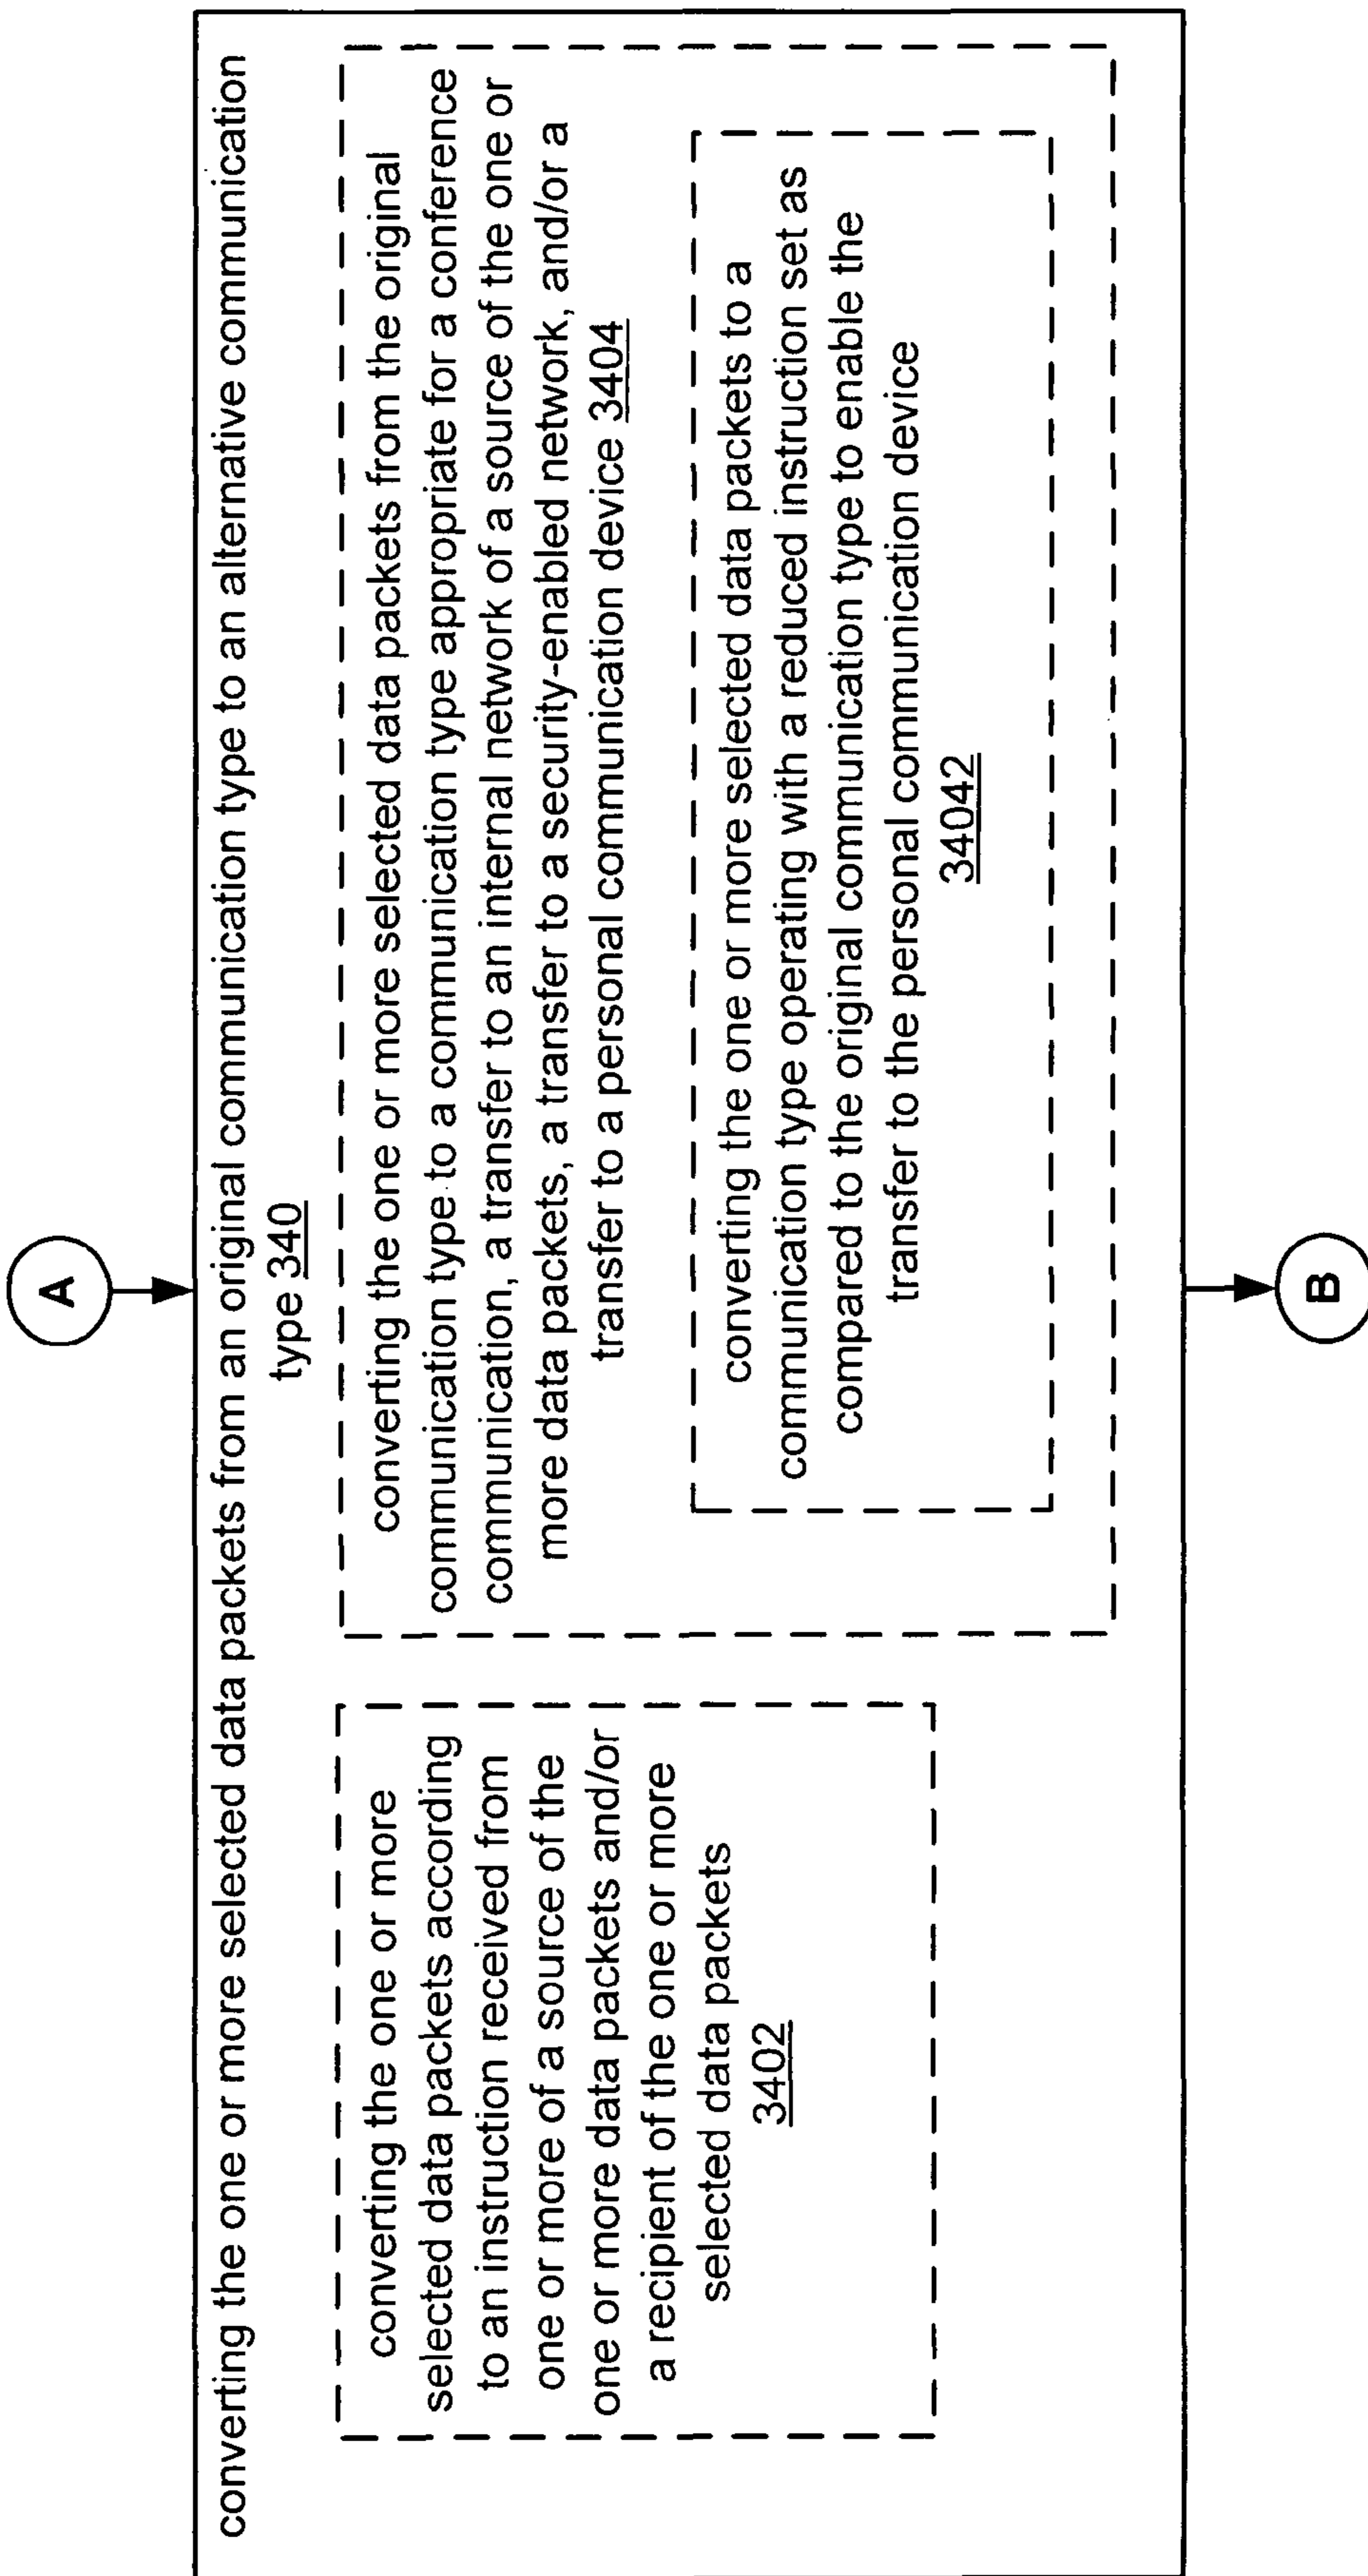 A
converting the one or more selected data packets from an original communication type to an alternative communication
type 340
converting the one or more
selected data packets according
to an instruction received from
one or more of a source of the
one or more data packets and/or
a recipient of the one or more
selected data packets
3402
converting the one or more selected data packets from the original
communication type to a communication type appropriate for a conference
communication, a transfer to an internal network of a source of the one or
more data packets, a transfer to a security-enabled network, and/or a
transfer to a personal communication device 3404
converting the one or more selected data packets to a
communication type operating with a reduced instruction set as
compared to the original communication type to enable the
transfer to the personal communication device
34042
B